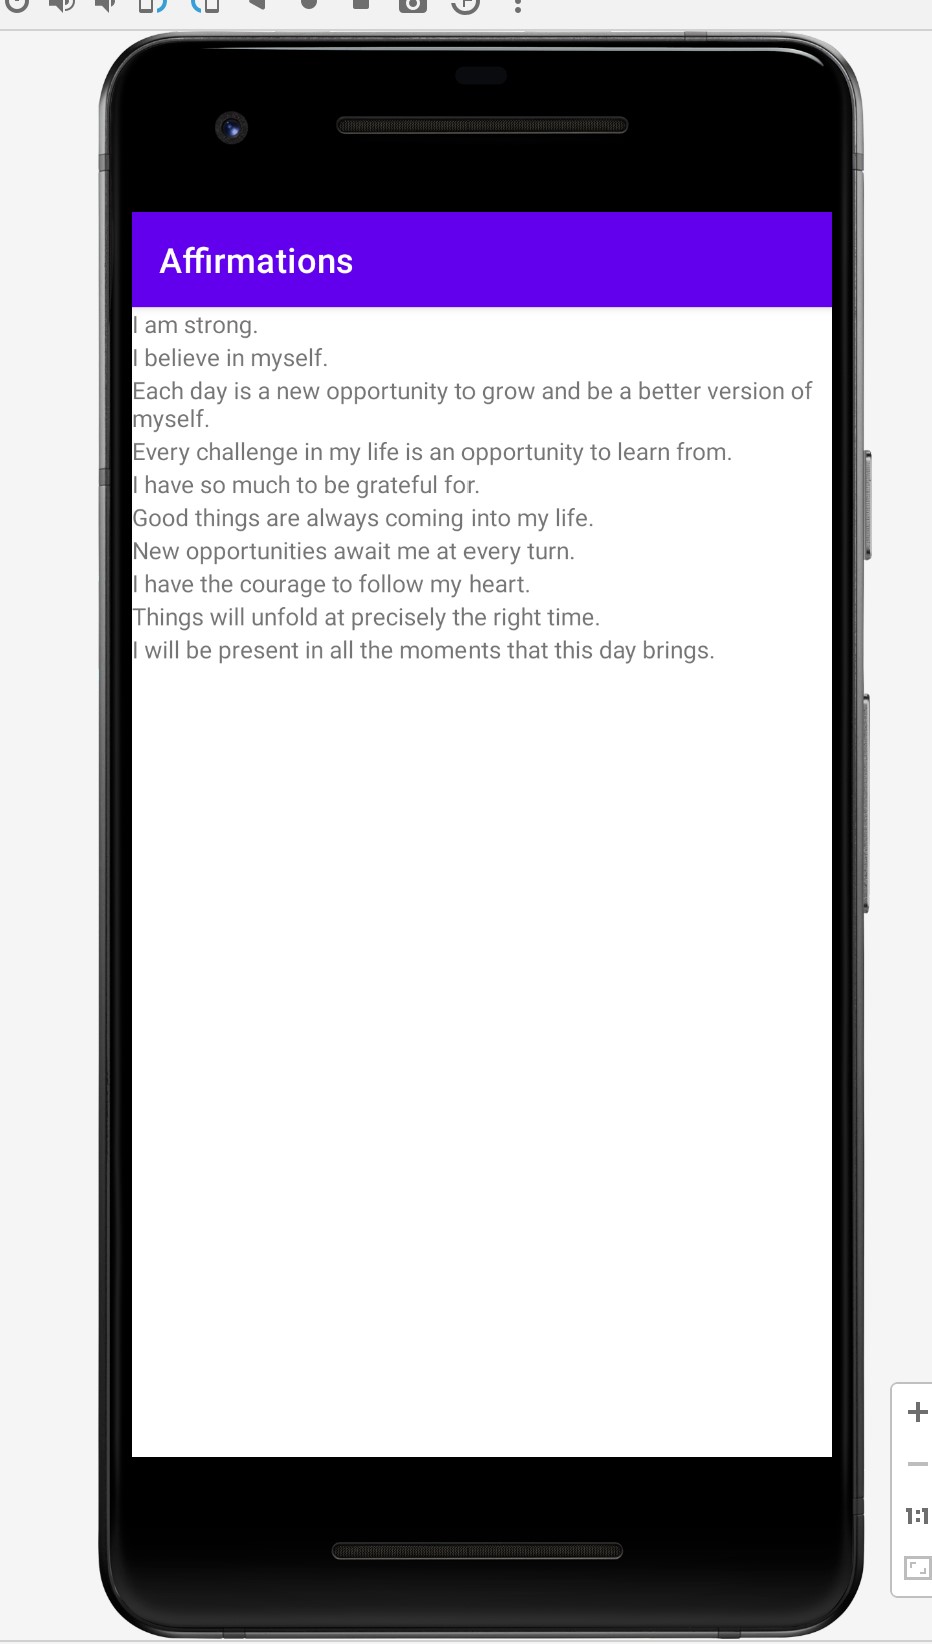 Affirmations
I am strong.
I believe in myself.
Each day is a new opportunity to grow and be a better version of
myself.
Every challenge in my life is an opportunity to learn from.
I have so much to be grateful for.
Good things are always coming into my life.
New opportunities await me at every turn.
I have the courage to follow my heart.
Things will unfold at precisely the right time.
I will be present in all the moments that this day brings.
1:1